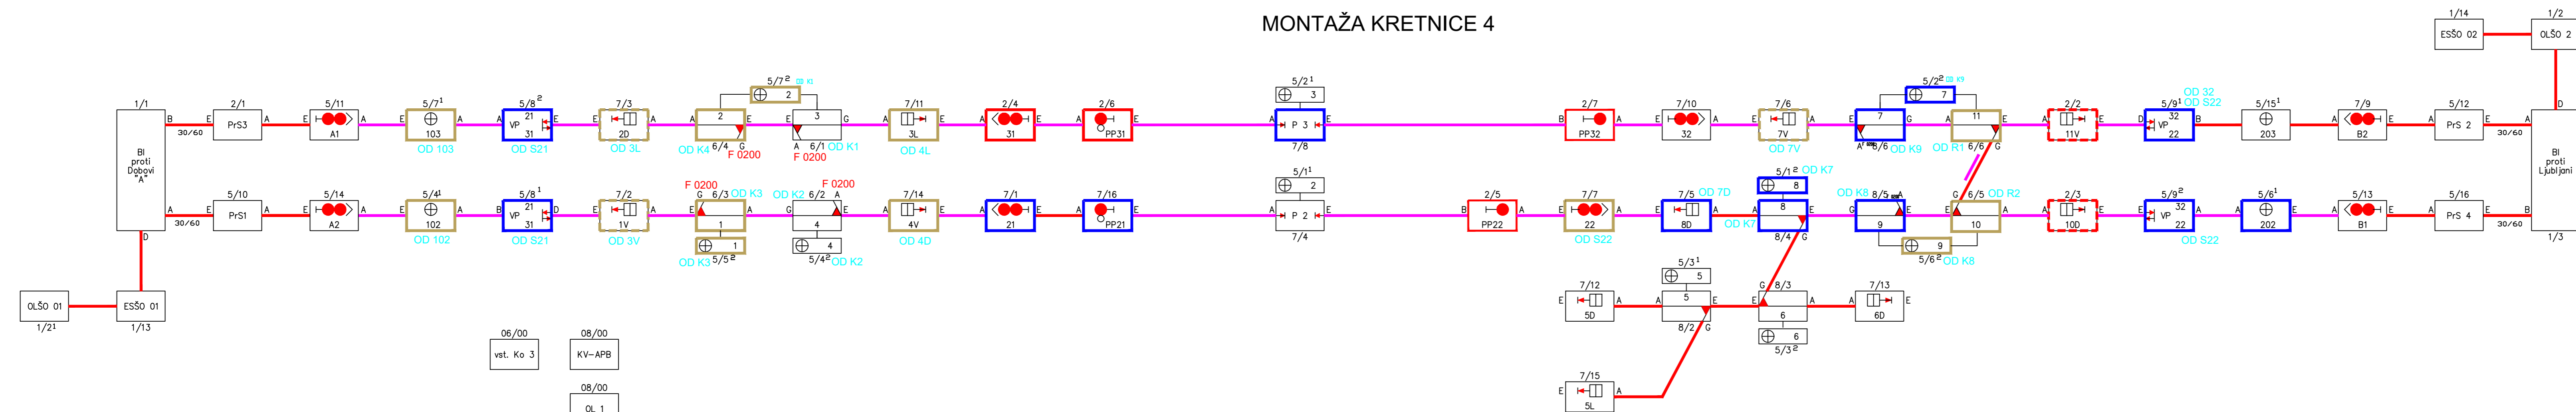 MONTAŽA KRETNICE 4
1/14 1/2
ESŠO 02 OLŠO 2
5/7² K1 5/2¹ 5/2² K9
2 3 7
1/1 2/1 5/11 5/7¹ 5/8² 7/3 7/11 2/4 2/6 2/7 7/10 7/6 2/2 5/9¹ OD 32 OD S22 5/15¹ 7/9 5/12
B E A A E E A A E E A A E E G A E A E A E A E B A E A E A E G A E A E D B A E A E A E A
BI proti Dobovi "A"
30/60 PrS3 A1 103 VP 21 31 2D 2 3 3L 31 PP31 P 3 PP32 32 7V 7 11 11V VP 32 22 203 B2 PrS 2 30/60
BI proti Ljubljani
OD 103 OD S21 OD 3L OD K4 6/4 G F 0200 A 6/1 OD K1 F 0200 OD 4L 7/8 OD 7V A 8/6 OD K9 OD R1 6/6 G
5/10 5/14 5/4¹ 5/8¹ 7/2 F 0200 G 6/3 OD K3 OD K2 6/2 A F 0200 7/14 7/1 7/16 5/1¹ 2 2/5 7/7 7/5 OD 7D 5/1² OD K7 8 OD K8 8/5 A G 6/5 OD R2 2/3 5/9² 5/6¹ 5/13 5/16
A E A E A E A B D E A A E G E A E A E A E A E B A E A A E E G E A A E D A A E A E A E B
30/60 PrS1 A2 102 VP 21 31 1V 1 4 4V 21 PP21 P 2 PP22 22 8D 8 9 10 10D VP 32 22 202 B1 PrS 4 30/60
D OD 102 OD S21 OD 3V 1 4 OD 4D 7/4 OD S22 OD K7 8/4 G 9 OD S22 1/3
OD K3 5/5² 5/4² OD K2 5/6² OD K8
5/3¹
5
7/12 G 8/3 7/13
E A A 5 E E A A E
OLŠO 01 ESŠO 01 5D 6 6D
1/2¹ 1/13 8/2 G
6
5/3²
06/00 08/00
vst. Ko 3 KV-APB
7/15
E A
5L
08/00
OL 1